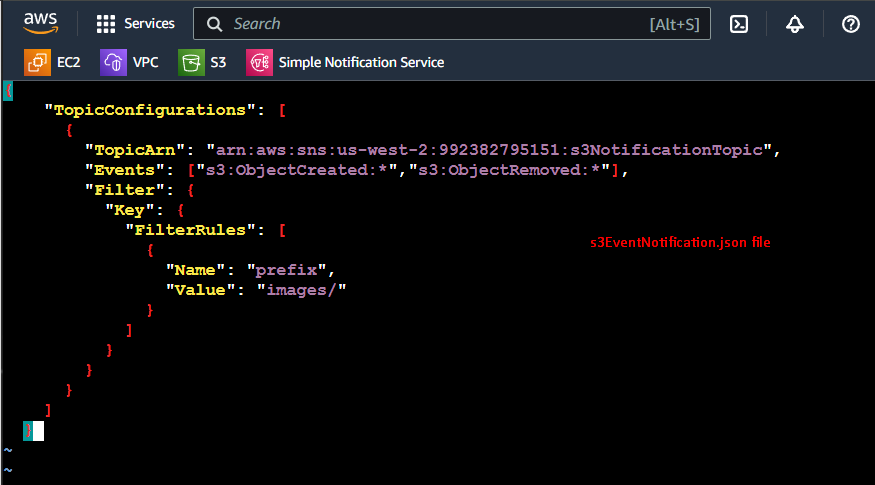 aws Services Search [Alt+S]
EC2 VPC S3 Simple Notification Service
{
"TopicConfigurations": [
{
"TopicArn": "arn:aws:sns:us-west-2:992382795151:s3NotificationTopic",
"Events": ["s3:ObjectCreated:*","s3:ObjectRemoved:*"],
"Filter": {
"Key": {
"FilterRules": [
s3EventNotification.json file
{
"Name": "prefix",
"Value": "images/"
}
]
}
}
}
]
}
~
~